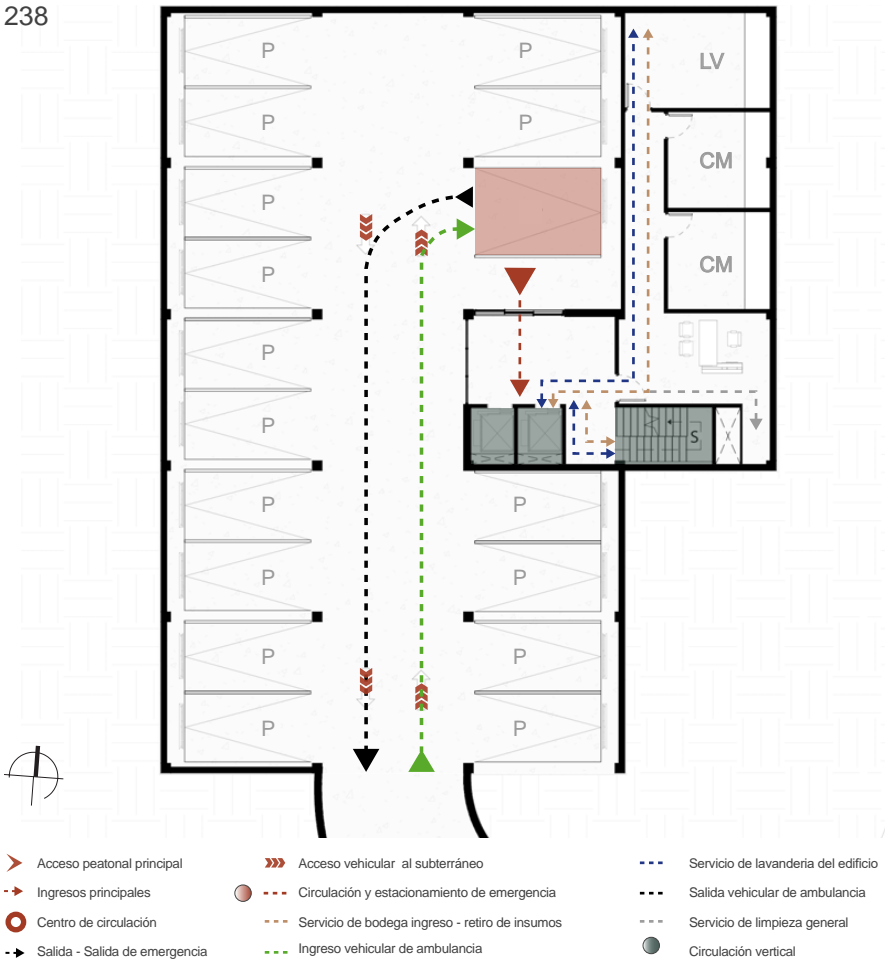 238
P P LV
P P
CM
P
CM
P
P
P
S
P P
P P
P P
P P
Acceso peatonal principal
Ingresos principales
Centro de circulación
Salida - Salida de emergencia
Acceso vehicular al subterráneo
Circulación y estacionamiento de emergencia
Servicio de bodega ingreso - retiro de insumos
Ingreso vehicular de ambulancia
Servicio de lavanderia del edificio
Salida vehicular de ambulancia
Servicio de limpieza general
Circulación vertical